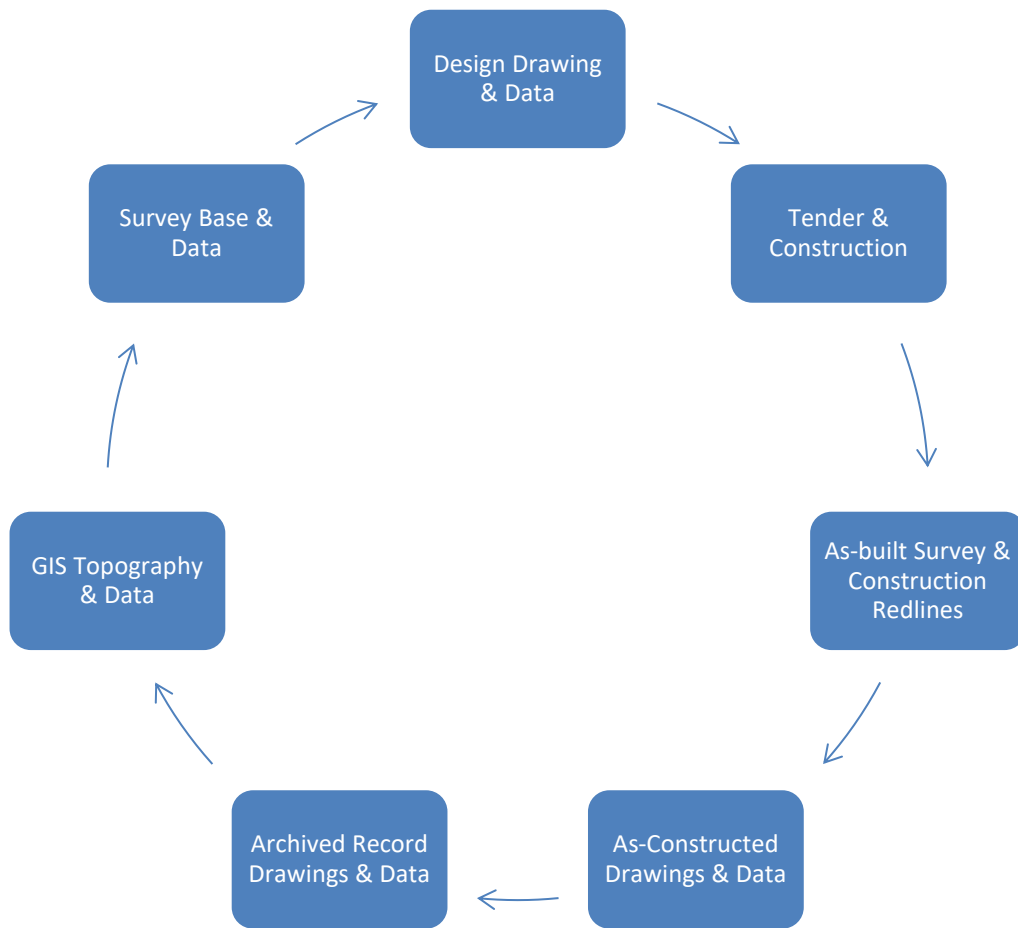 Design Drawing
& Data
Tender &
Construction
As-built Survey &
Construction
Redlines
As-Constructed
Drawings & Data
Archived Record
Drawings & Data
GIS Topography
& Data
Survey Base &
Data